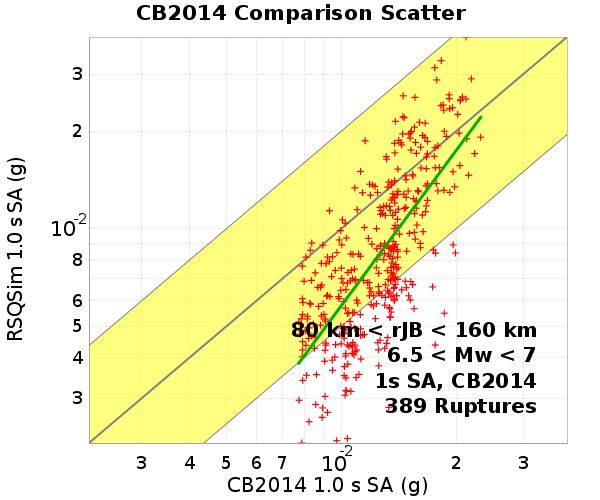 CB2014 Comparison Scatter
RSQSim 1.0 s SA (g)
3
2
10-2
8
6
5
4
3
80 km < rJB < 160 km
6.5 < Mw < 7
1s SA, CB2014
389 Ruptures
3 4 5 6 7 10-2 2 3
CB2014 1.0 s SA (g)